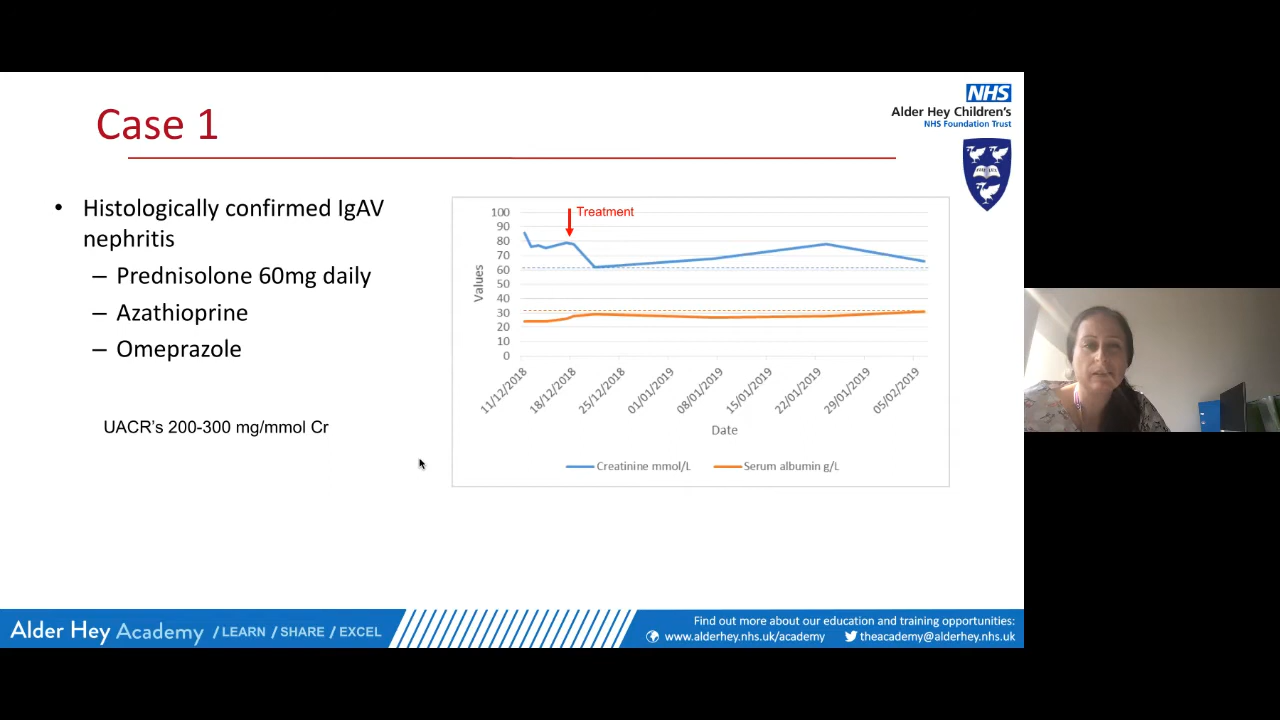 Case 1
NHS
Alder Hey Children's
NHS Foundation Trust
• Histologically confirmed IgAV
nephritis
– Prednisolone 60mg daily
– Azathioprine
– Omeprazole
UACR's 200-300 mg/mmol Cr
Treatment
100
90
80
70
60
50
40
30
20
10
0
Values
11/12/2018
18/12/2018
25/12/2018
01/01/2019
08/01/2019
15/01/2019
22/01/2019
29/01/2019
05/02/2019
Date
Creatinine mmol/L
Serum albumin g/L
Alder Hey Academy / LEARN / SHARE / EXCEL
Find out more about our education and training opportunities:
www.alderhey.nhs.uk/academy theacademy@alderhey.nhs.uk